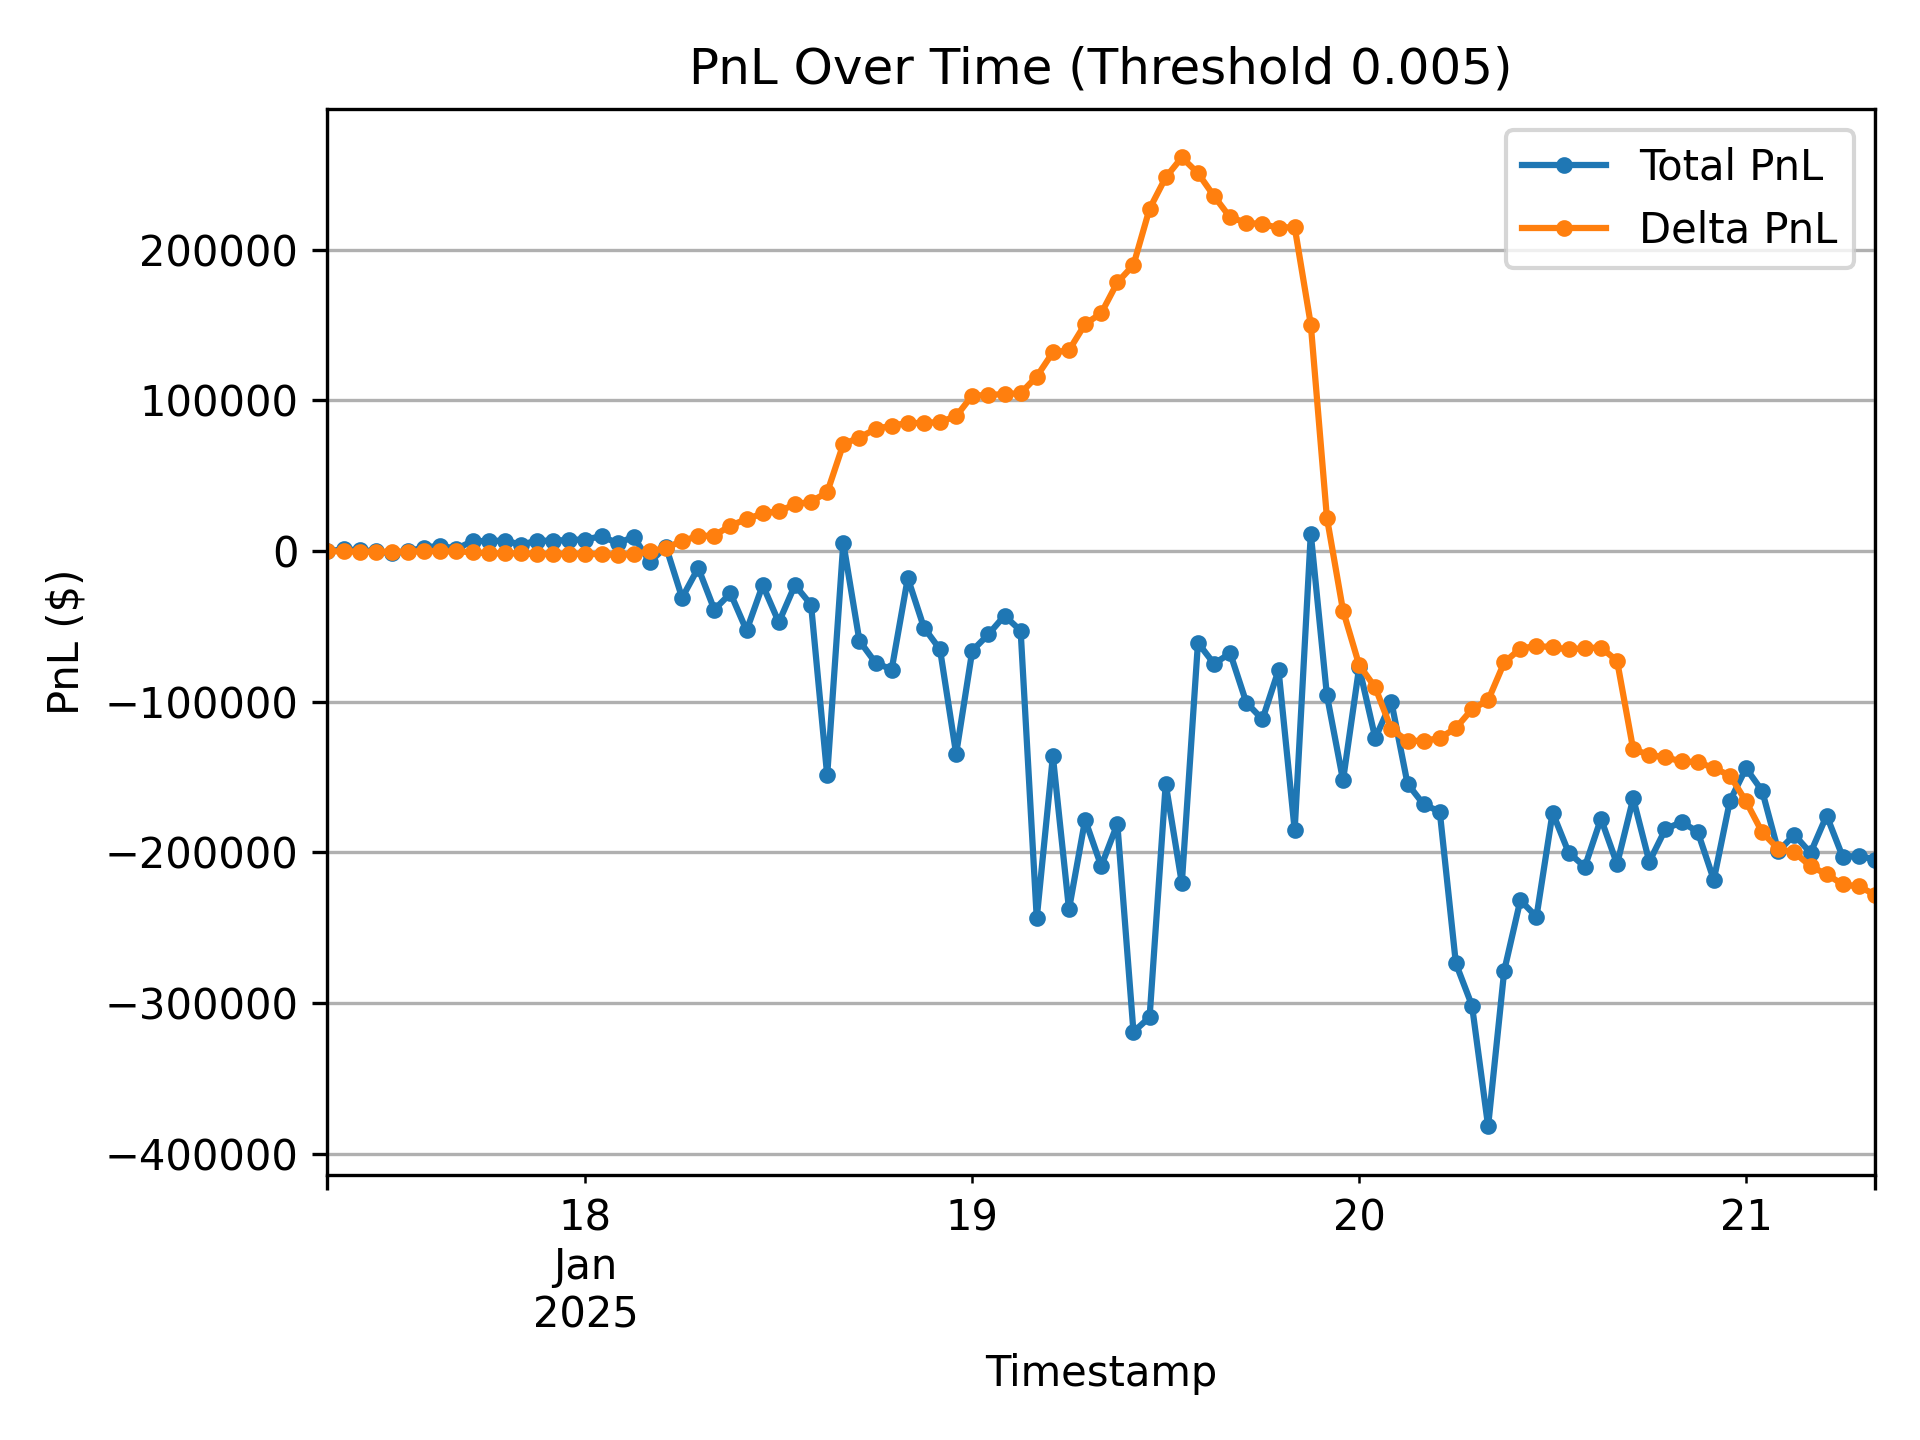 PnL Over Time (Threshold 0.005)
Total PnL
Delta PnL
200000
100000
0
−100000
−200000
−300000
−400000
PnL ($)
18
19
20
21
Jan
2025
Timestamp